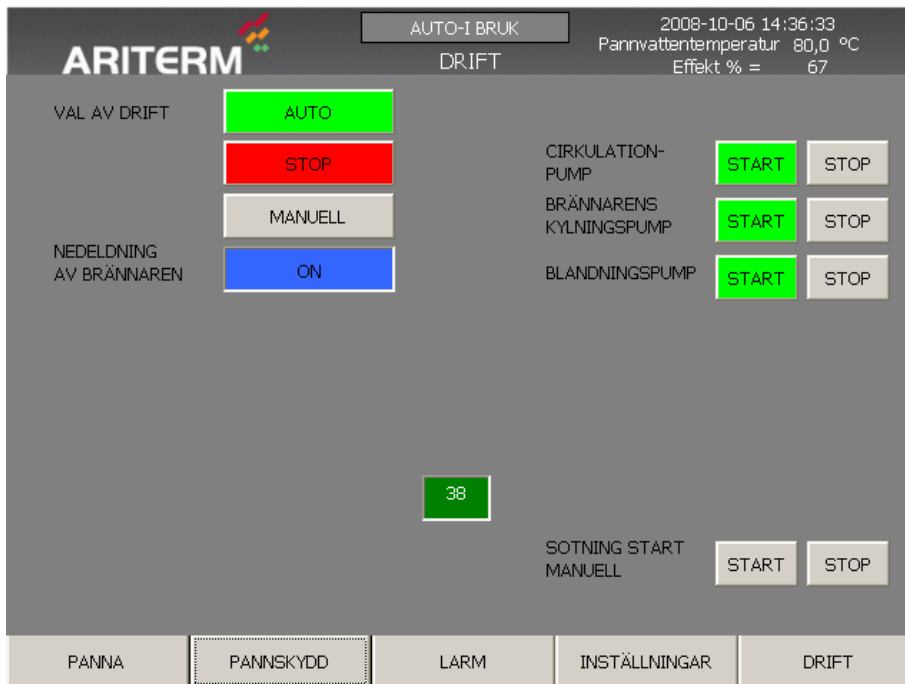 ARITERM
AUTO-I BRUK
DRIFT
2008-10-06 14:36:33
Pannvattentemperatur 80,0 °C
Effekt % = 67
VAL AV DRIFT
AUTO
STOP
MANUELL
NEDELDNING
AV BRÄNNAREN
ON
CIRKULATION-
PUMP
START STOP
BRÄNNARENS
KYLNINGSPUMP
START STOP
BLANDNINGSPUMP
START STOP
38
SOTNING START
MANUELL
START STOP
PANNA PANNSKYDD LARM INSTÄLLNINGAR DRIFT